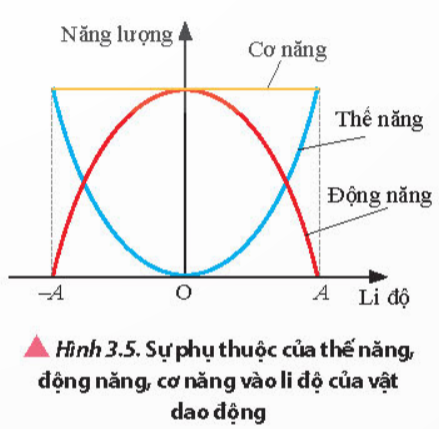 Năng lượng
Cơ năng
Thế năng
Động năng
–A
O
A
Li độ
Hình 3.5. Sự phụ thuộc của thế năng,
động năng, cơ năng vào li độ của vật
dao động